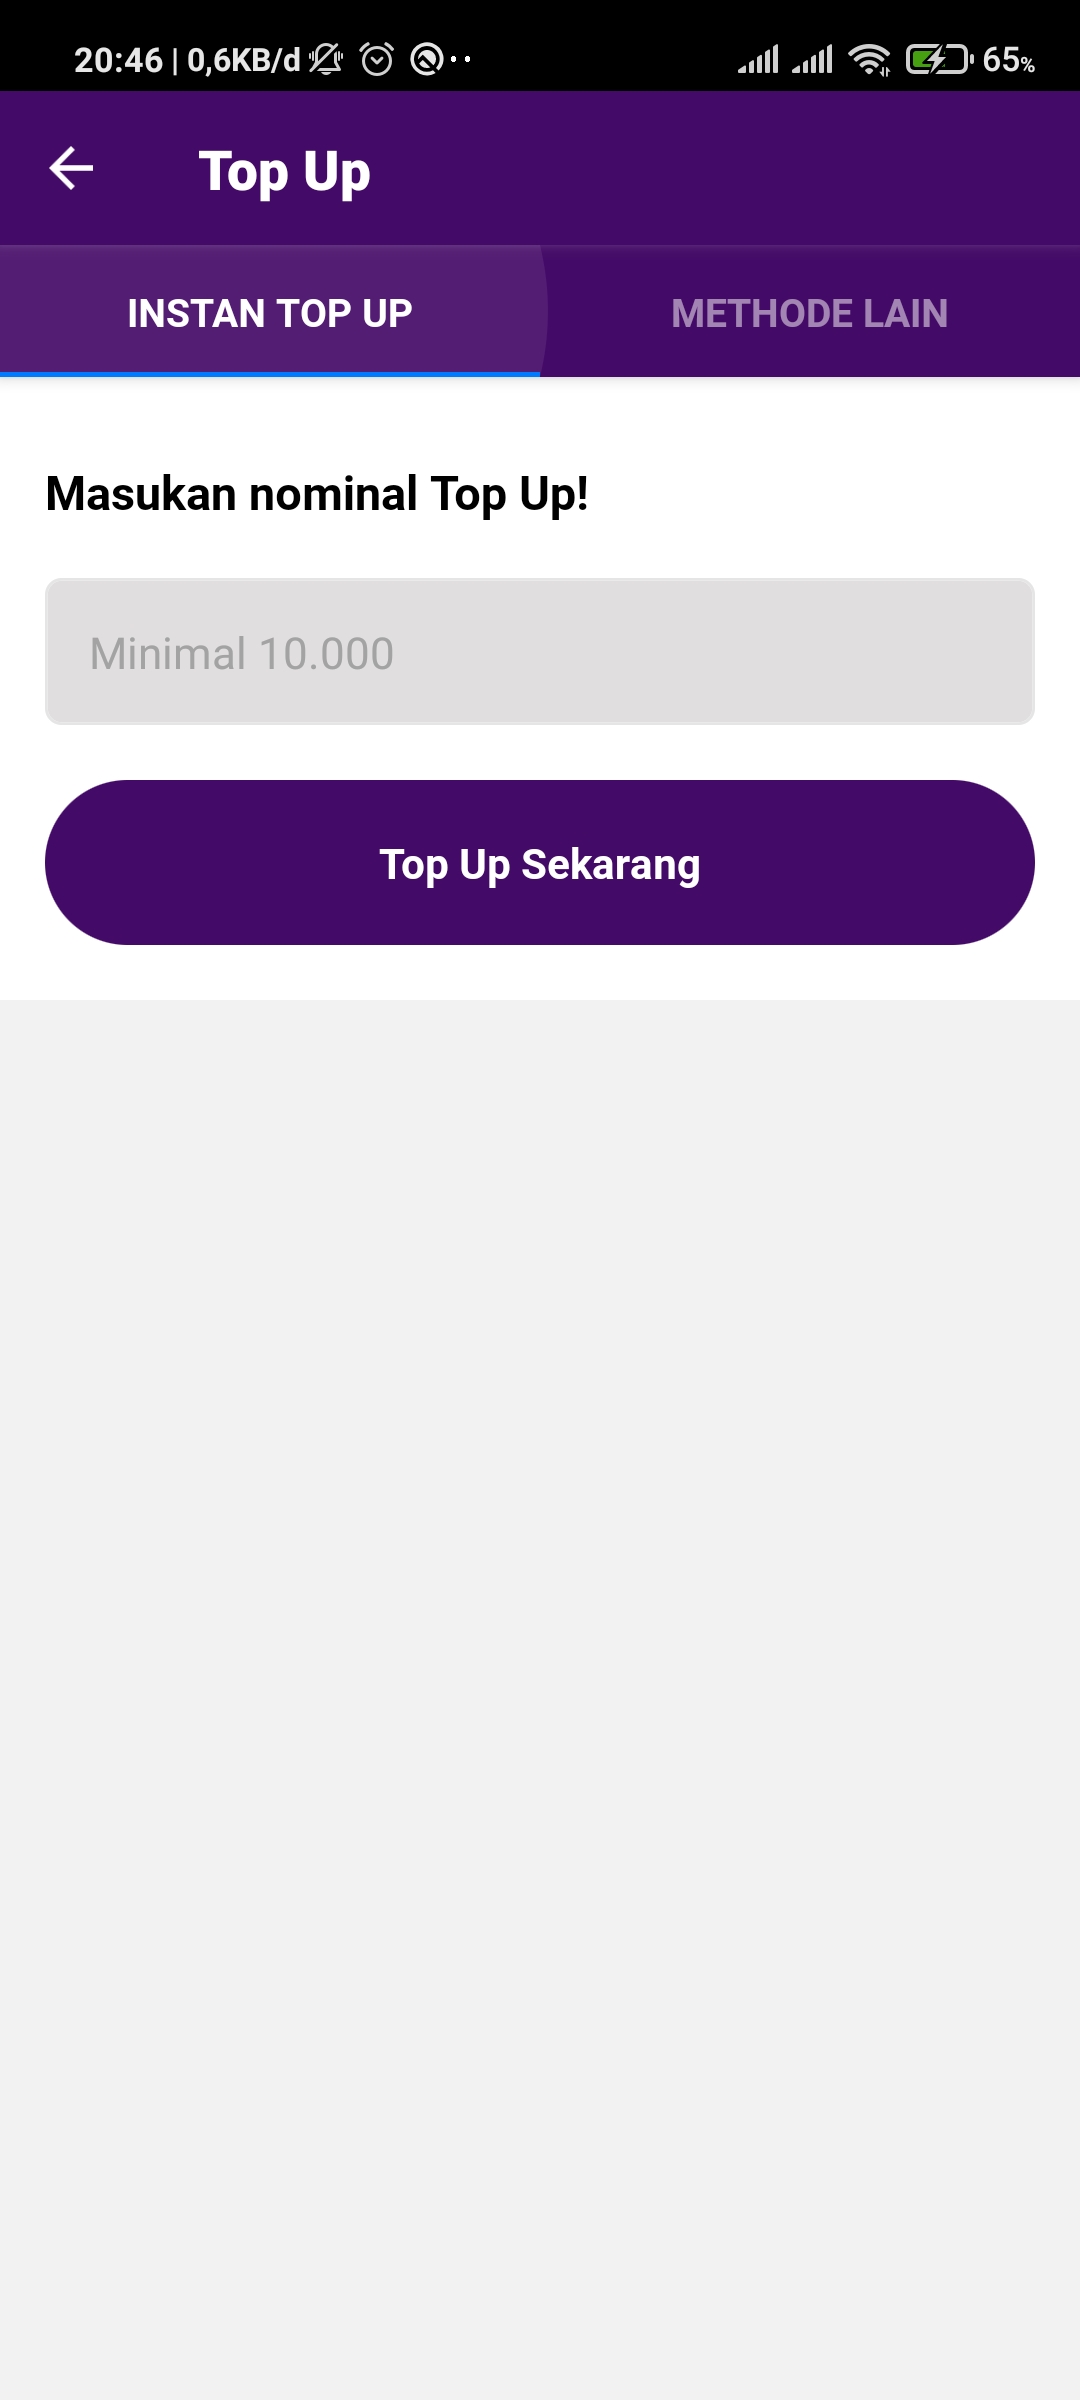 20:46 | 0,6KB/d 65%
Top Up
INSTAN TOP UP METHODE LAIN
Masukan nominal Top Up!
Minimal 10.000
Top Up Sekarang